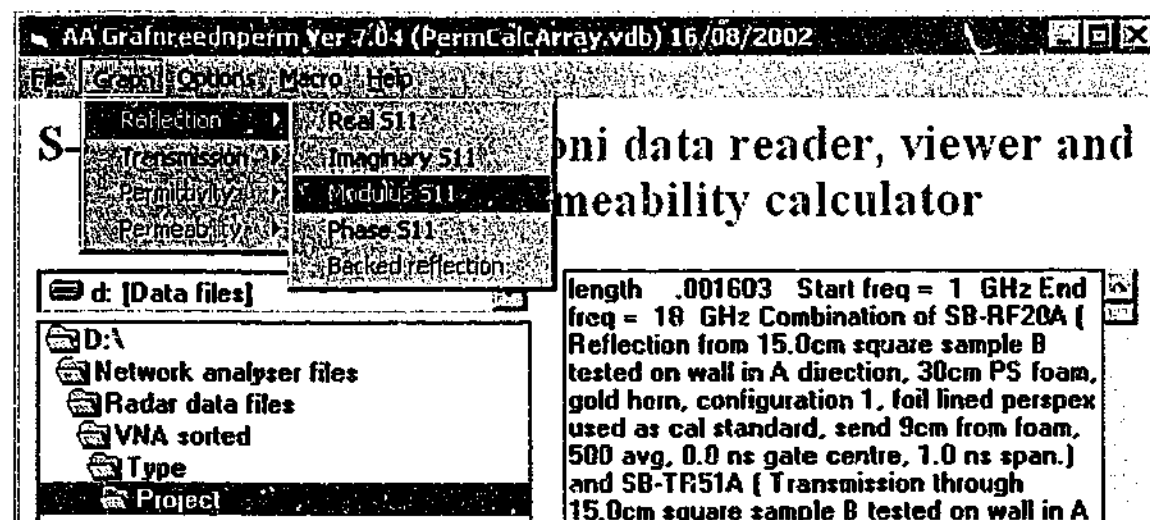 AA Grafnreednperm Ver 7.04 (PermCalcArray.vdb) 16/08/2002
File Graph Options Macro Help
Reflection
Transmission
Permittivity
Permeability
Real S11
Imaginary S11
Modulus S11
Phase S11
Backed reflection
S-
oni data reader, viewer and
meability calculator
d: [Data files]
D:\
Network analyser files
Radar data files
VNA sorted
Type
Project
length .001603 Start freq = 1 GHz End
freq = 18 GHz Combination of SB-RF20A (
Reflection from 15.0cm square sample B
tested on wall in A direction, 30cm PS foam,
gold horn, configuration 1, foil lined perspex
used as cal standard, send 9cm from foam,
500 avg, 0.0 ns gate centre, 1.0 ns span.)
and SB-TR51A ( Transmission through
15.0cm square sample B tested on wall in A